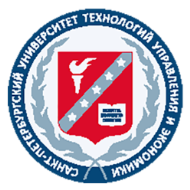 САНКТ-ПЕТЕРБУРГСКИЙ УНИВЕРСИТЕТ ТЕХНОЛОГИЙ УПРАВЛЕНИЯ И ЭКОНОМИКИ